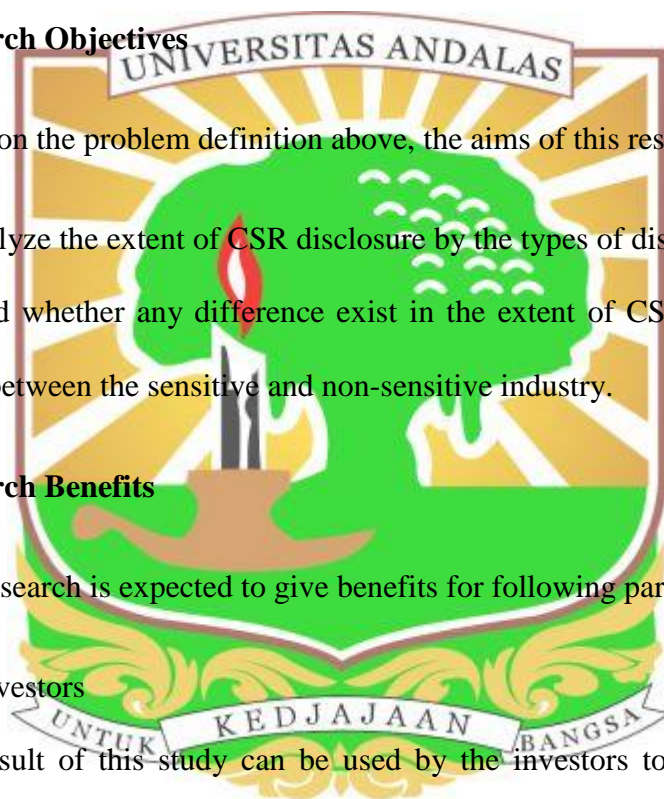 rch Objectives
UNIVERSITAS ANDALAS
on the problem definition above, the aims of this res
lyze the extent of CSR disclosure by the types of dis
d whether any difference exist in the extent of CS
between the sensitive and non-sensitive industry.
rch Benefits
search is expected to give benefits for following par
vestors
UNTUK KEDJAJAAN BANGSA
sult of this study can be used by the investors to